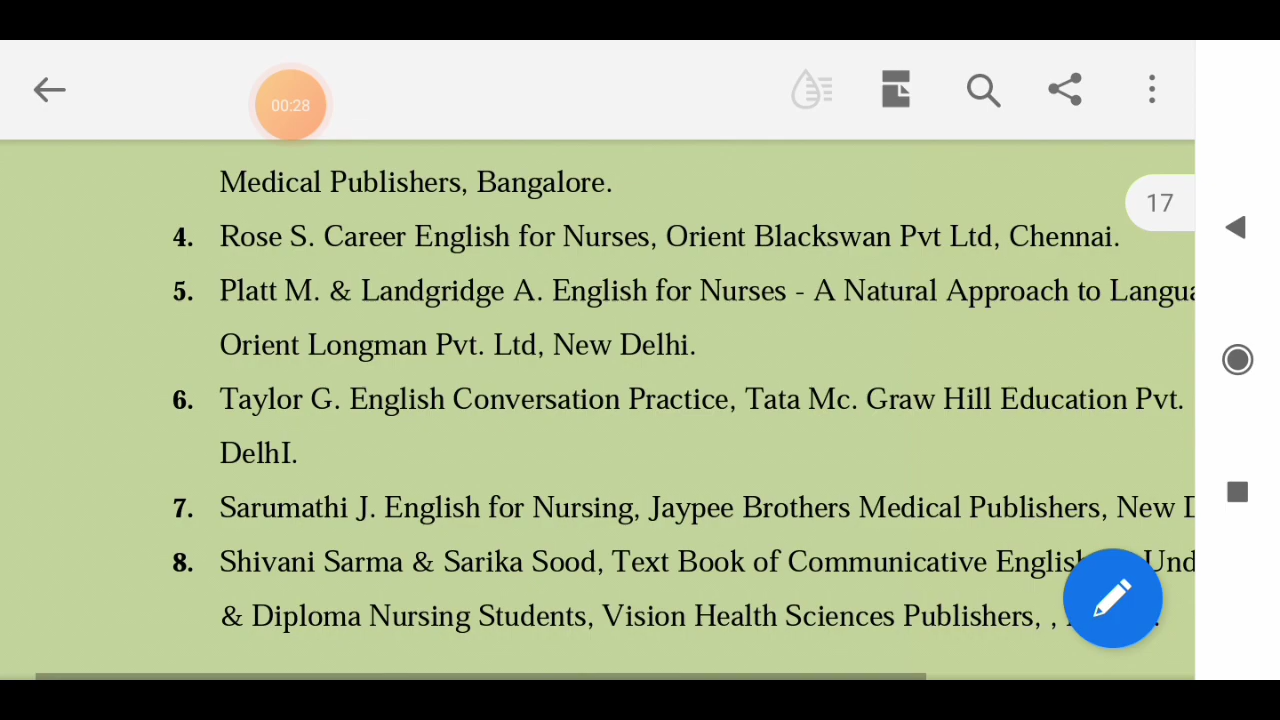 00:28
Medical Publishers, Bangalore.
17
4. Rose S. Career English for Nurses, Orient Blackswan Pvt Ltd, Chennai.
5. Platt M. & Landgridge A. English for Nurses - A Natural Approach to
Orient Longman Pvt. Ltd, New Delhi.
6. Taylor G. English Conversation Practice, Tata Mc. Graw Hill Education Pvt.
DelhI.
7. Sarumathi J. English for Nursing, Jaypee Brothers Medical Publishers, New
8. Shivani Sarma & Sarika Sood, Text Book of Communicative
& Diploma Nursing Students, Vision Health Sciences Publishers, ,